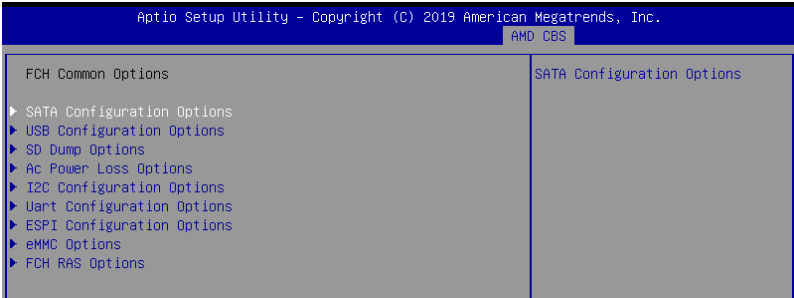 Aptio Setup Utility – Copyright (C) 2019 American Megatrends, Inc.
AMD CBS
FCH Common Options
SATA Configuration Options
SATA Configuration Options
USB Configuration Options
SD Dump Options
Ac Power Loss Options
I2C Configuration Options
Uart Configuration Options
ESPI Configuration Options
eMMC Options
FCH RAS Options